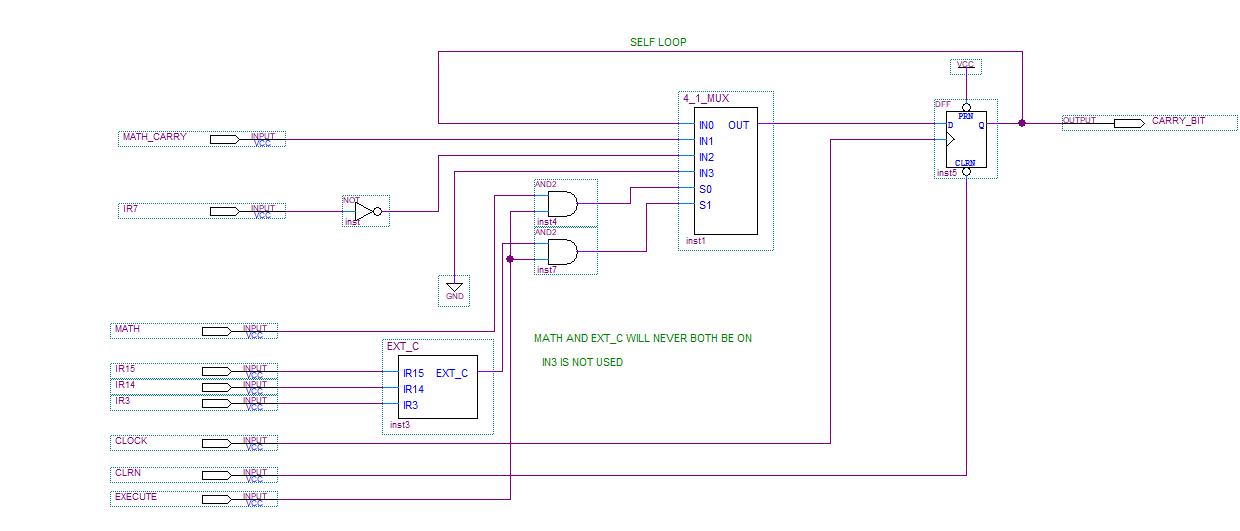 SELF LOOP
VCC
4_1_MUX
DFF
PRN
IN0 OUT
D Q
OUTPUT CARRY_BIT
MATH_CARRY INPUT
VCC
IN1
IN2
CLRN
IN3
inst5
AND2
S0
NOT
IR7 INPUT
VCC
S1
inst
inst4
AND2
inst1
inst7
GND
MATH INPUT
VCC
MATH AND EXT_C WILL NEVER BOTH BE ON
EXT_C
IN3 IS NOT USED
IR15 INPUT
VCC
IR15 EXT_C
IR14 INPUT
VCC
IR14
IR3 INPUT
VCC
IR3
inst3
CLOCK INPUT
VCC
CLRN INPUT
VCC
EXECUTE INPUT
VCC